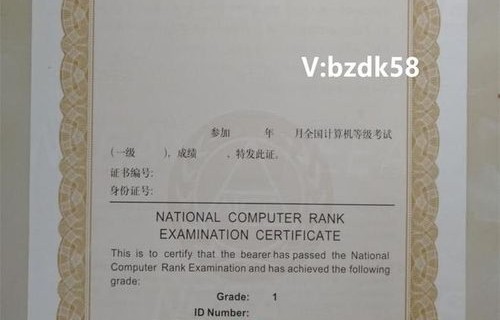 V:bzdk58
参加 年 月全国计算机等级考试
(一级 ),成绩 ,特发此证。
证书编号:
身份证号:
NATIONAL COMPUTER RANK
EXAMINATION CERTIFICATE
This is to certify that the bearer has passed the National
Computer Rank Examination and has achieved the following
grade:
Grade: 1
ID Number: